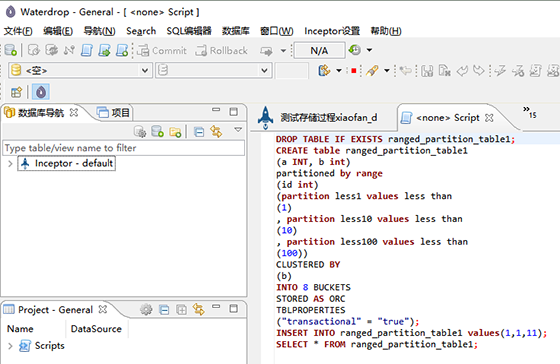 Waterdrop - General - [ <none> Script ]
文件(F) 编辑(E) 导航(N) Search SQL编辑器 数据库 窗口(W) Inceptor设置 帮助(H)
Commit Rollback N/A
<空>
数据库导航 项目
Type table/view name to filter
Inceptor - default
Project - General
Name DataSource
Scripts
测试存储过程xiaofan_d <none> Script »15
DROP TABLE IF EXISTS ranged_partition_table1;
CREATE table ranged_partition_table1
(a INT, b int)
partitioned by range
(id int)
(partition less1 values less than
(1)
, partition less10 values less than
(10)
, partition less100 values less than
(100))
CLUSTERED BY
(b)
INTO 8 BUCKETS
STORED AS ORC
TBLPROPERTIES
("transactional" = "true");
INSERT INTO ranged_partition_table1 values(1,1,11);
SELECT * FROM ranged_partition_table1;